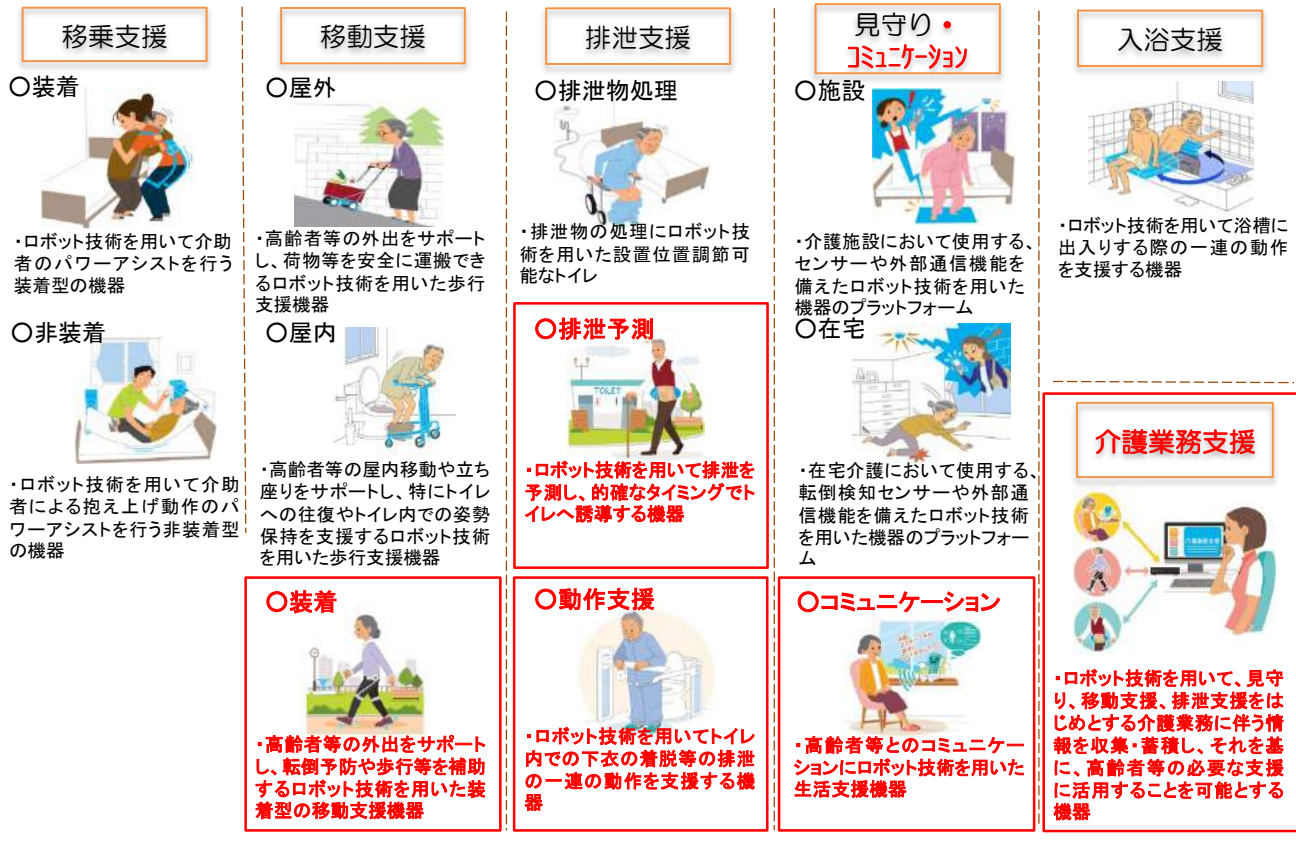 移乗支援
〇装着
・ロボット技術を用いて介助
者のパワーアシストを行う
装着型の機器
〇非装着
・ロボット技術を用いて介助
者による抱え上げ動作のパ
ワーアシストを行う非装着型
の機器
移動支援
〇屋外
・高齢者等の外出をサポート
し、荷物等を安全に運搬でき
るロボット技術を用いた歩行
支援機器
〇屋内
・高齢者等の屋内移動や立ち
座りをサポートし、特にトイレ
への往復やトイレ内での姿勢
保持を支援するロボット技術
を用いた歩行支援機器
〇装着
・高齢者等の外出をサポート
し、転倒予防や歩行等を補助
するロボット技術を用いた装
着型の移動支援機器
排泄支援
〇排泄物処理
・排泄物の処理にロボット技
術を用いた設置位置調節可
能なトイレ
〇排泄予測
TOILET
・ロボット技術を用いて排泄を
予測し、的確なタイミングでト
イレへ誘導する機器
〇動作支援
・ロボット技術を用いてトイレ
内での下衣の着脱等の排泄
の一連の動作を支援する機
器
見守り・
コミュニケーション
〇施設
・介護施設において使用する、
センサーや外部通信機能を
備えたロボット技術を用いた
機器のプラットフォーム
〇在宅
・在宅介護において使用する、
転倒検知センサーや外部通
信機能を備えたロボット技術
を用いた機器のプラットフォー
ム
〇コミュニケーション
・高齢者等とのコミュニケー
ションにロボット技術を用いた
生活支援機器
入浴支援
・ロボット技術を用いて浴槽に
出入りする際の一連の動作
を支援する機器
介護業務支援
介護業務支援
・ロボット技術を用いて、見守
り、移動支援、排泄支援をは
じめとする介護業務に伴う情
報を収集・蓄積し、それを基
に、高齢者等の必要な支援
に活用することを可能とする
機器